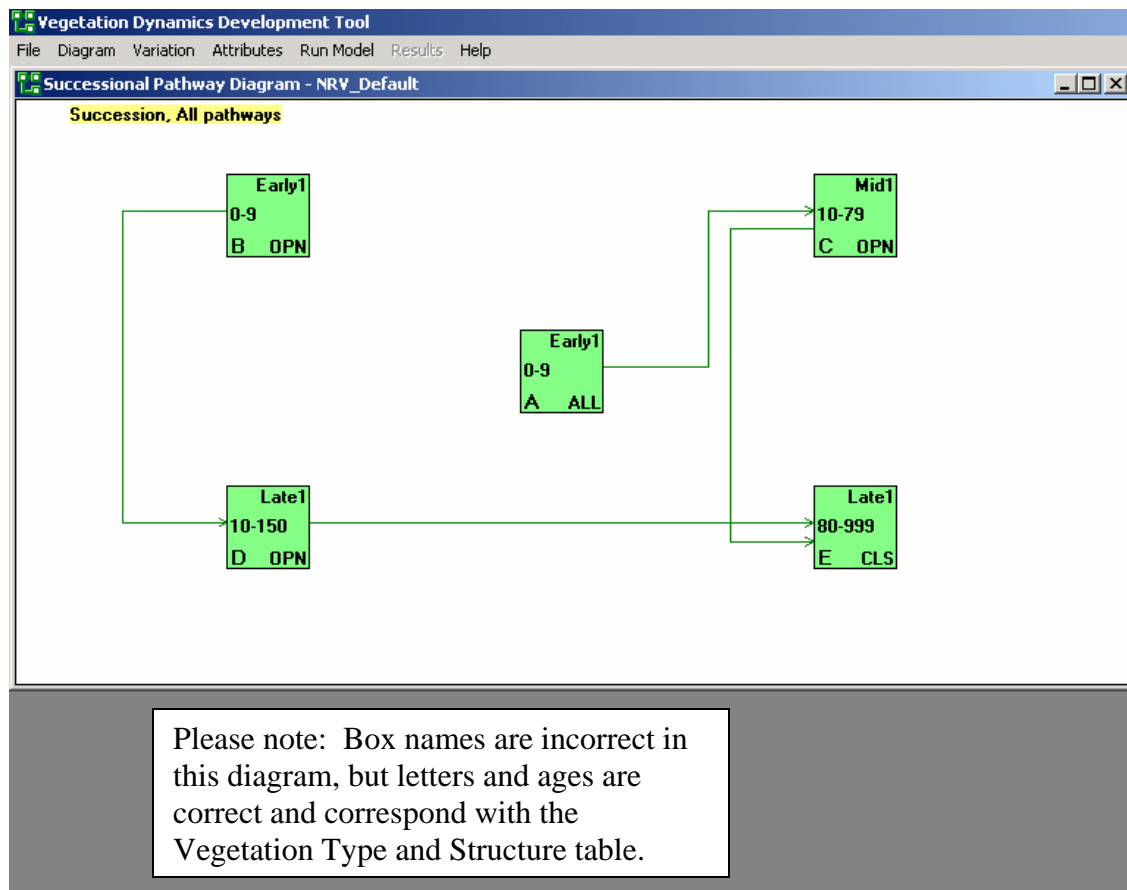 Vegetation Dynamics Development Tool
File Diagram Variation Attributes Run Model Results Help
Successional Pathway Diagram - NRV_Default
Succession, All pathways
Early1
0-9
B OPN
Mid1
10-79
C OPN
Early1
0-9
A ALL
Late1
10-150
D OPN
Late1
80-999
E CLS
Please note: Box names are incorrect in
this diagram, but letters and ages are
correct and correspond with the
Vegetation Type and Structure table.